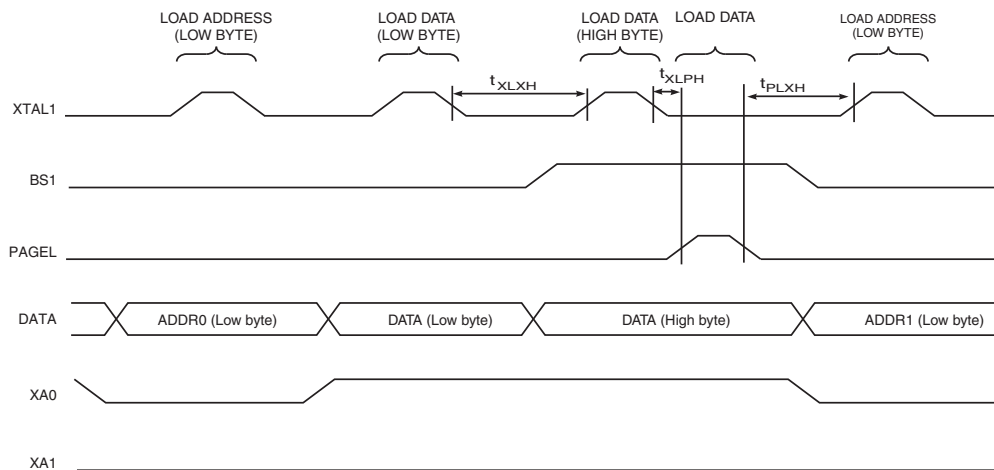 LOAD ADDRESS
(LOW BYTE)
LOAD DATA
(LOW BYTE)
LOAD DATA
(HIGH BYTE)
LOAD DATA
LOAD ADDRESS
(LOW BYTE)
XTAL1
tXLXH
tXLPH
tPLXH
BS1
PAGEL
DATA
ADDR0 (Low byte)
DATA (Low byte)
DATA (High byte)
ADDR1 (Low byte)
XA0
XA1